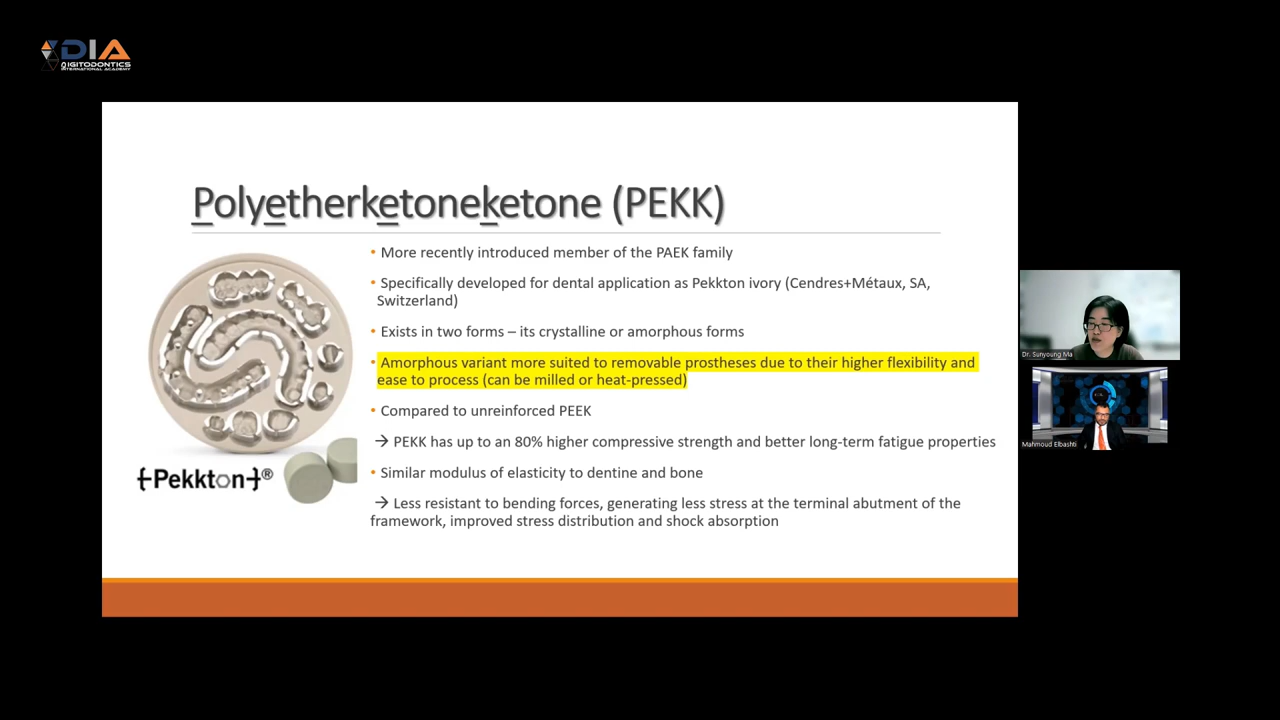 DIA
DIGITODONTICS
INTERNATIONAL ACADEMY
Polyetherketoneketone (PEKK)
• More recently introduced member of the PAEK family
• Specifically developed for dental application as Pekkton ivory (Cendres+Métaux, SA,
Switzerland)
• Exists in two forms – its crystalline or amorphous forms
• Amorphous variant more suited to removable prostheses due to their higher flexibility and
ease to process (can be milled or heat-pressed)
• Compared to unreinforced PEEK
→ PEKK has up to an 80% higher compressive strength and better long-term fatigue properties
• Similar modulus of elasticity to dentine and bone
→ Less resistant to bending forces, generating less stress at the terminal abutment of the
framework, improved stress distribution and shock absorption
{Pekkton}®
Dr. Sunyoung Ma
Mahmoud Elbashti